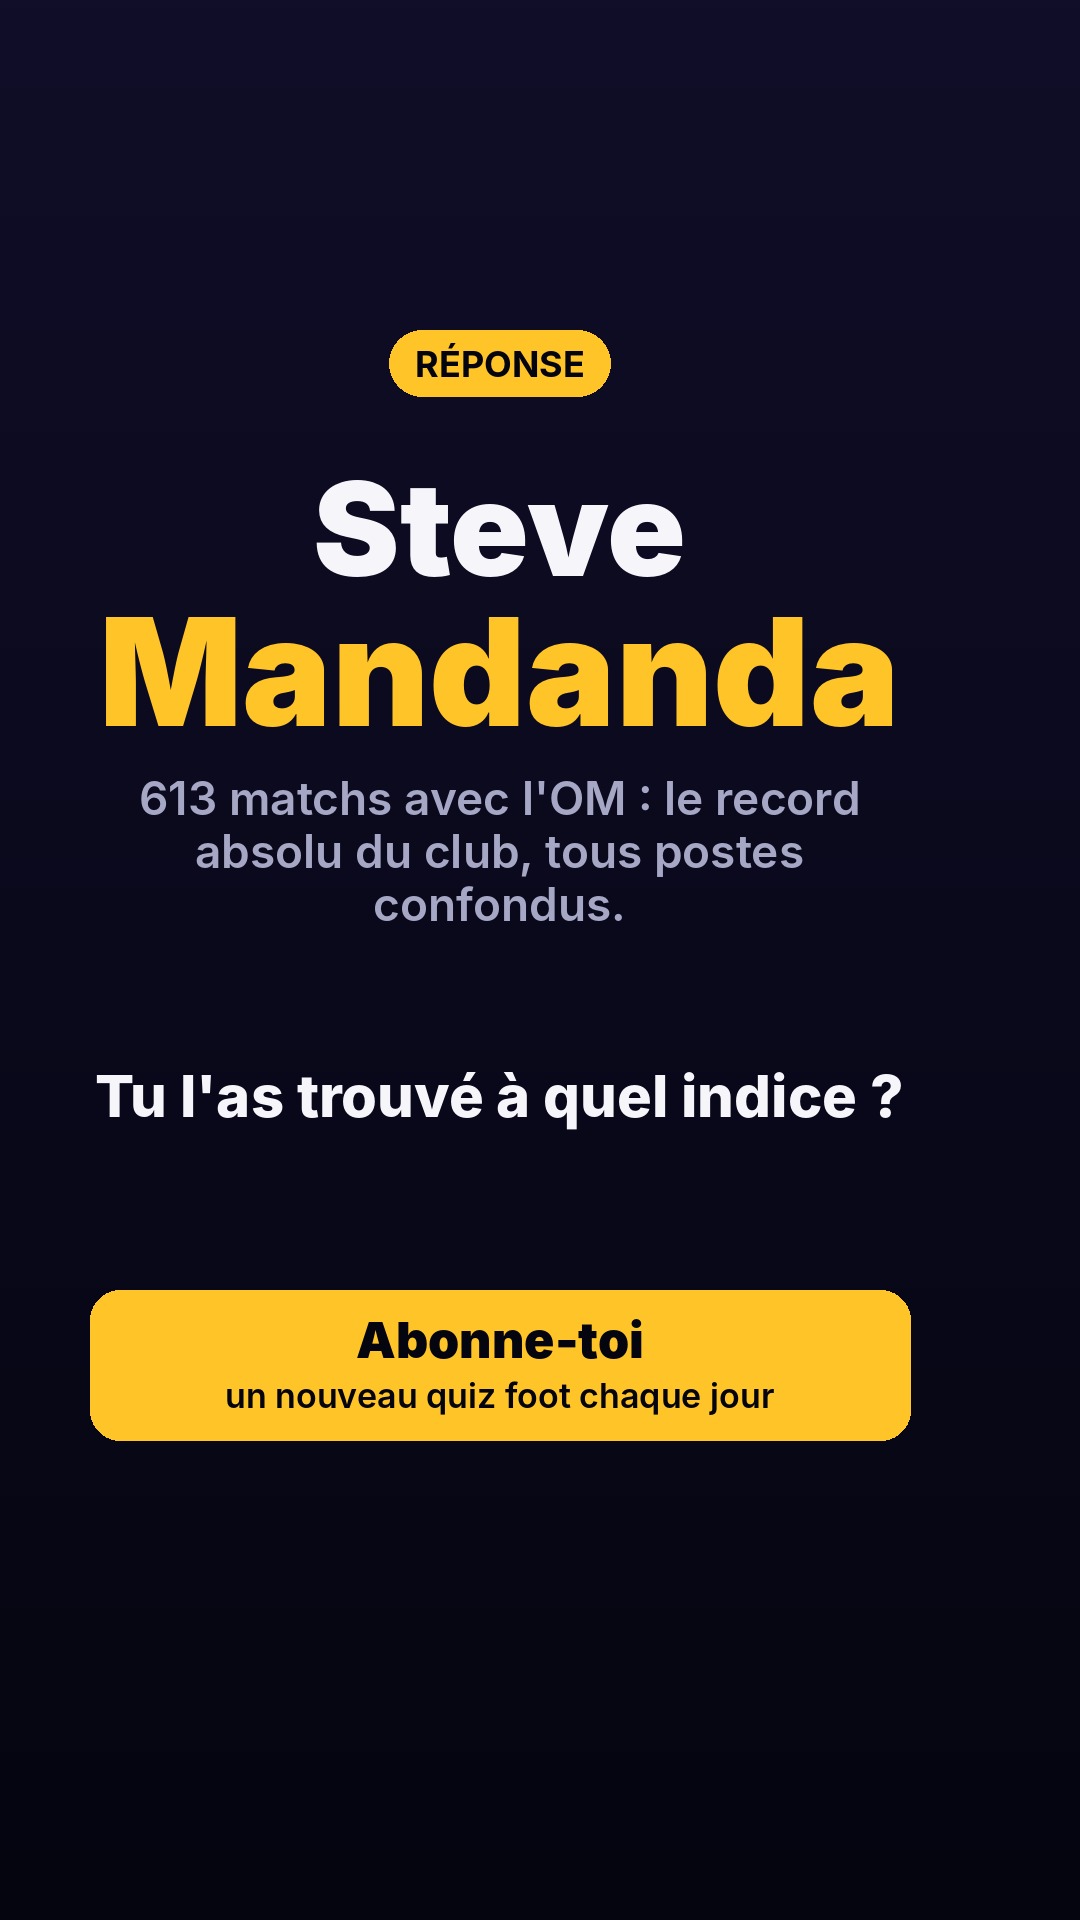 RÉPONSE
Steve
Mandanda
613 matchs avec l'OM : le record
absolu du club, tous postes
confondus.
Tu l'as trouvé à quel indice ?
Abonne-toi
un nouveau quiz foot chaque jour